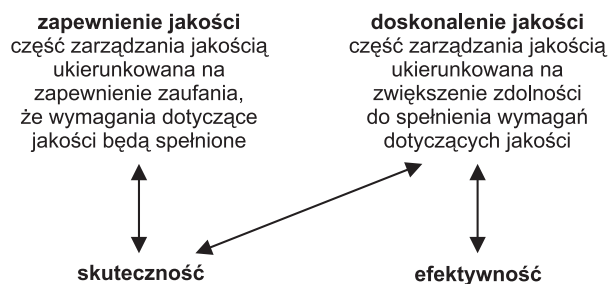 zapewnienie jakości
część zarządzania jakością
ukierunkowana na
zapewnienie zaufania,
że wymagania dotyczące
jakości będą spełnione
doskonalenie jakości
część zarządzania jakością
ukierunkowana na
zwiększenie zdolności
do spełnienia wymagań
dotyczących jakości
skuteczność
efektywność